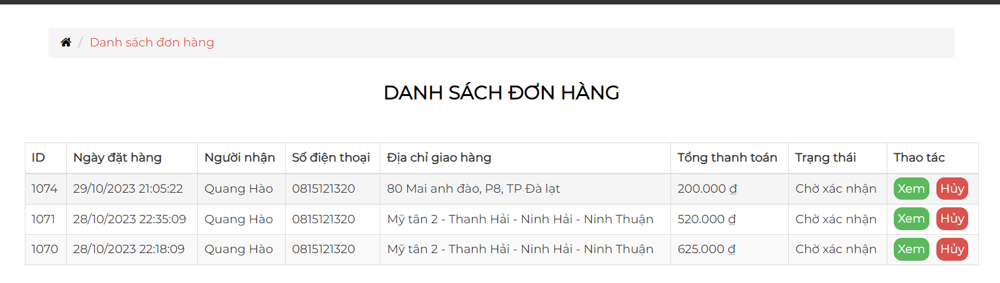 / Danh sách đơn hàng
DANH SÁCH ĐƠN HÀNG
ID Ngày đặt hàng Người nhận Số điện thoại Địa chỉ giao hàng Tổng thanh toán Trạng thái Thao tác
1074 29/10/2023 21:05:22 Quang Hào 0815121320 80 Mai anh đào, P8, TP Đà lạt 200.000 ₫ Chờ xác nhận Xem Hủy
1071 28/10/2023 22:35:09 Quang Hào 0815121320 Mỹ tân 2 - Thanh Hải - Ninh Hải - Ninh Thuận 520.000 ₫ Chờ xác nhận Xem Hủy
1070 28/10/2023 22:18:09 Quang Hào 0815121320 Mỹ tân 2 - Thanh Hải - Ninh Hải - Ninh Thuận 625.000 ₫ Chờ xác nhận Xem Hủy